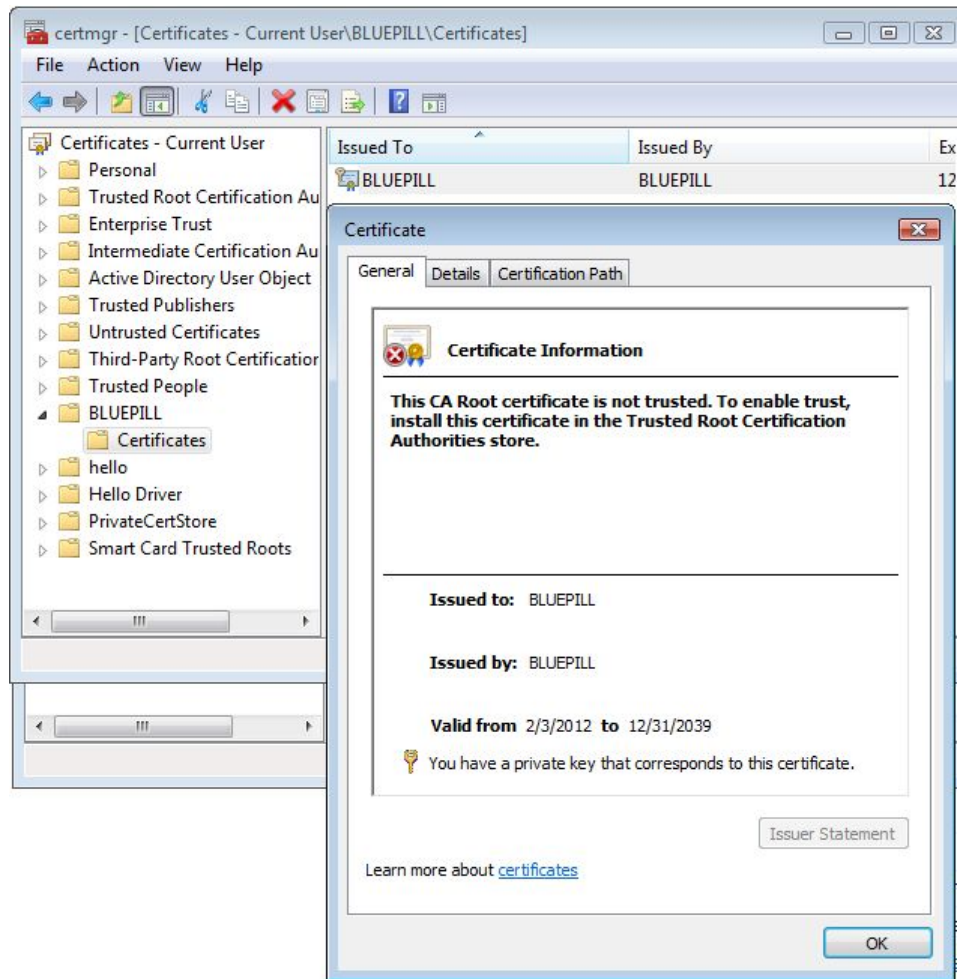 certmgr - [Certificates - Current User\BLUEPILL\Certificates]
File Action View Help
Certificates - Current User
Personal
Trusted Root Certification Au
Enterprise Trust
Intermediate Certification Au
Active Directory User Object
Trusted Publishers
Untrusted Certificates
Third-Party Root Certification
Trusted People
BLUEPILL
Certificates
hello
Hello Driver
PrivateCertStore
Smart Card Trusted Roots
Issued To Issued By Ex
BLUEPILL BLUEPILL 12
Certificate
General Details Certification Path
Certificate Information
This CA Root certificate is not trusted. To enable trust,
install this certificate in the Trusted Root Certification
Authorities store.
Issued to: BLUEPILL
Issued by: BLUEPILL
Valid from 2/3/2012 to 12/31/2039
You have a private key that corresponds to this certificate.
Issuer Statement
Learn more about certificates
OK